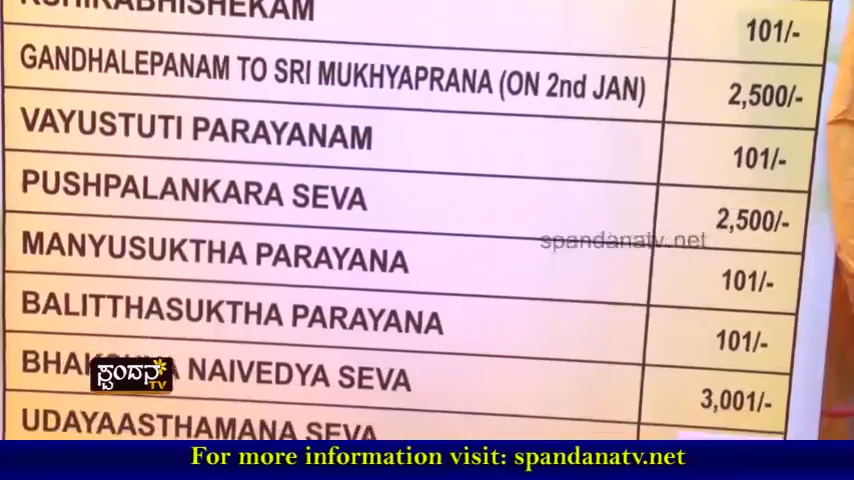 KSHIRABHISHEKAM 101/-
GANDHALEPANAM TO SRI MUKHYAPRANA (ON 2nd JAN) 2,500/-
VAYUSTUTI PARAYANAM 101/-
PUSHPALANKARA SEVA 2,500/-
spandanatv.net
MANYUSUKTHA PARAYANA 101/-
BALITTHASUKTHA PARAYANA 101/-
NAIVEDYA SEVA 3,001/-
ಸ್ಪಂದನ
TV
UDAYAASTHAMANA SEVA
For more information visit: spandanatv.net